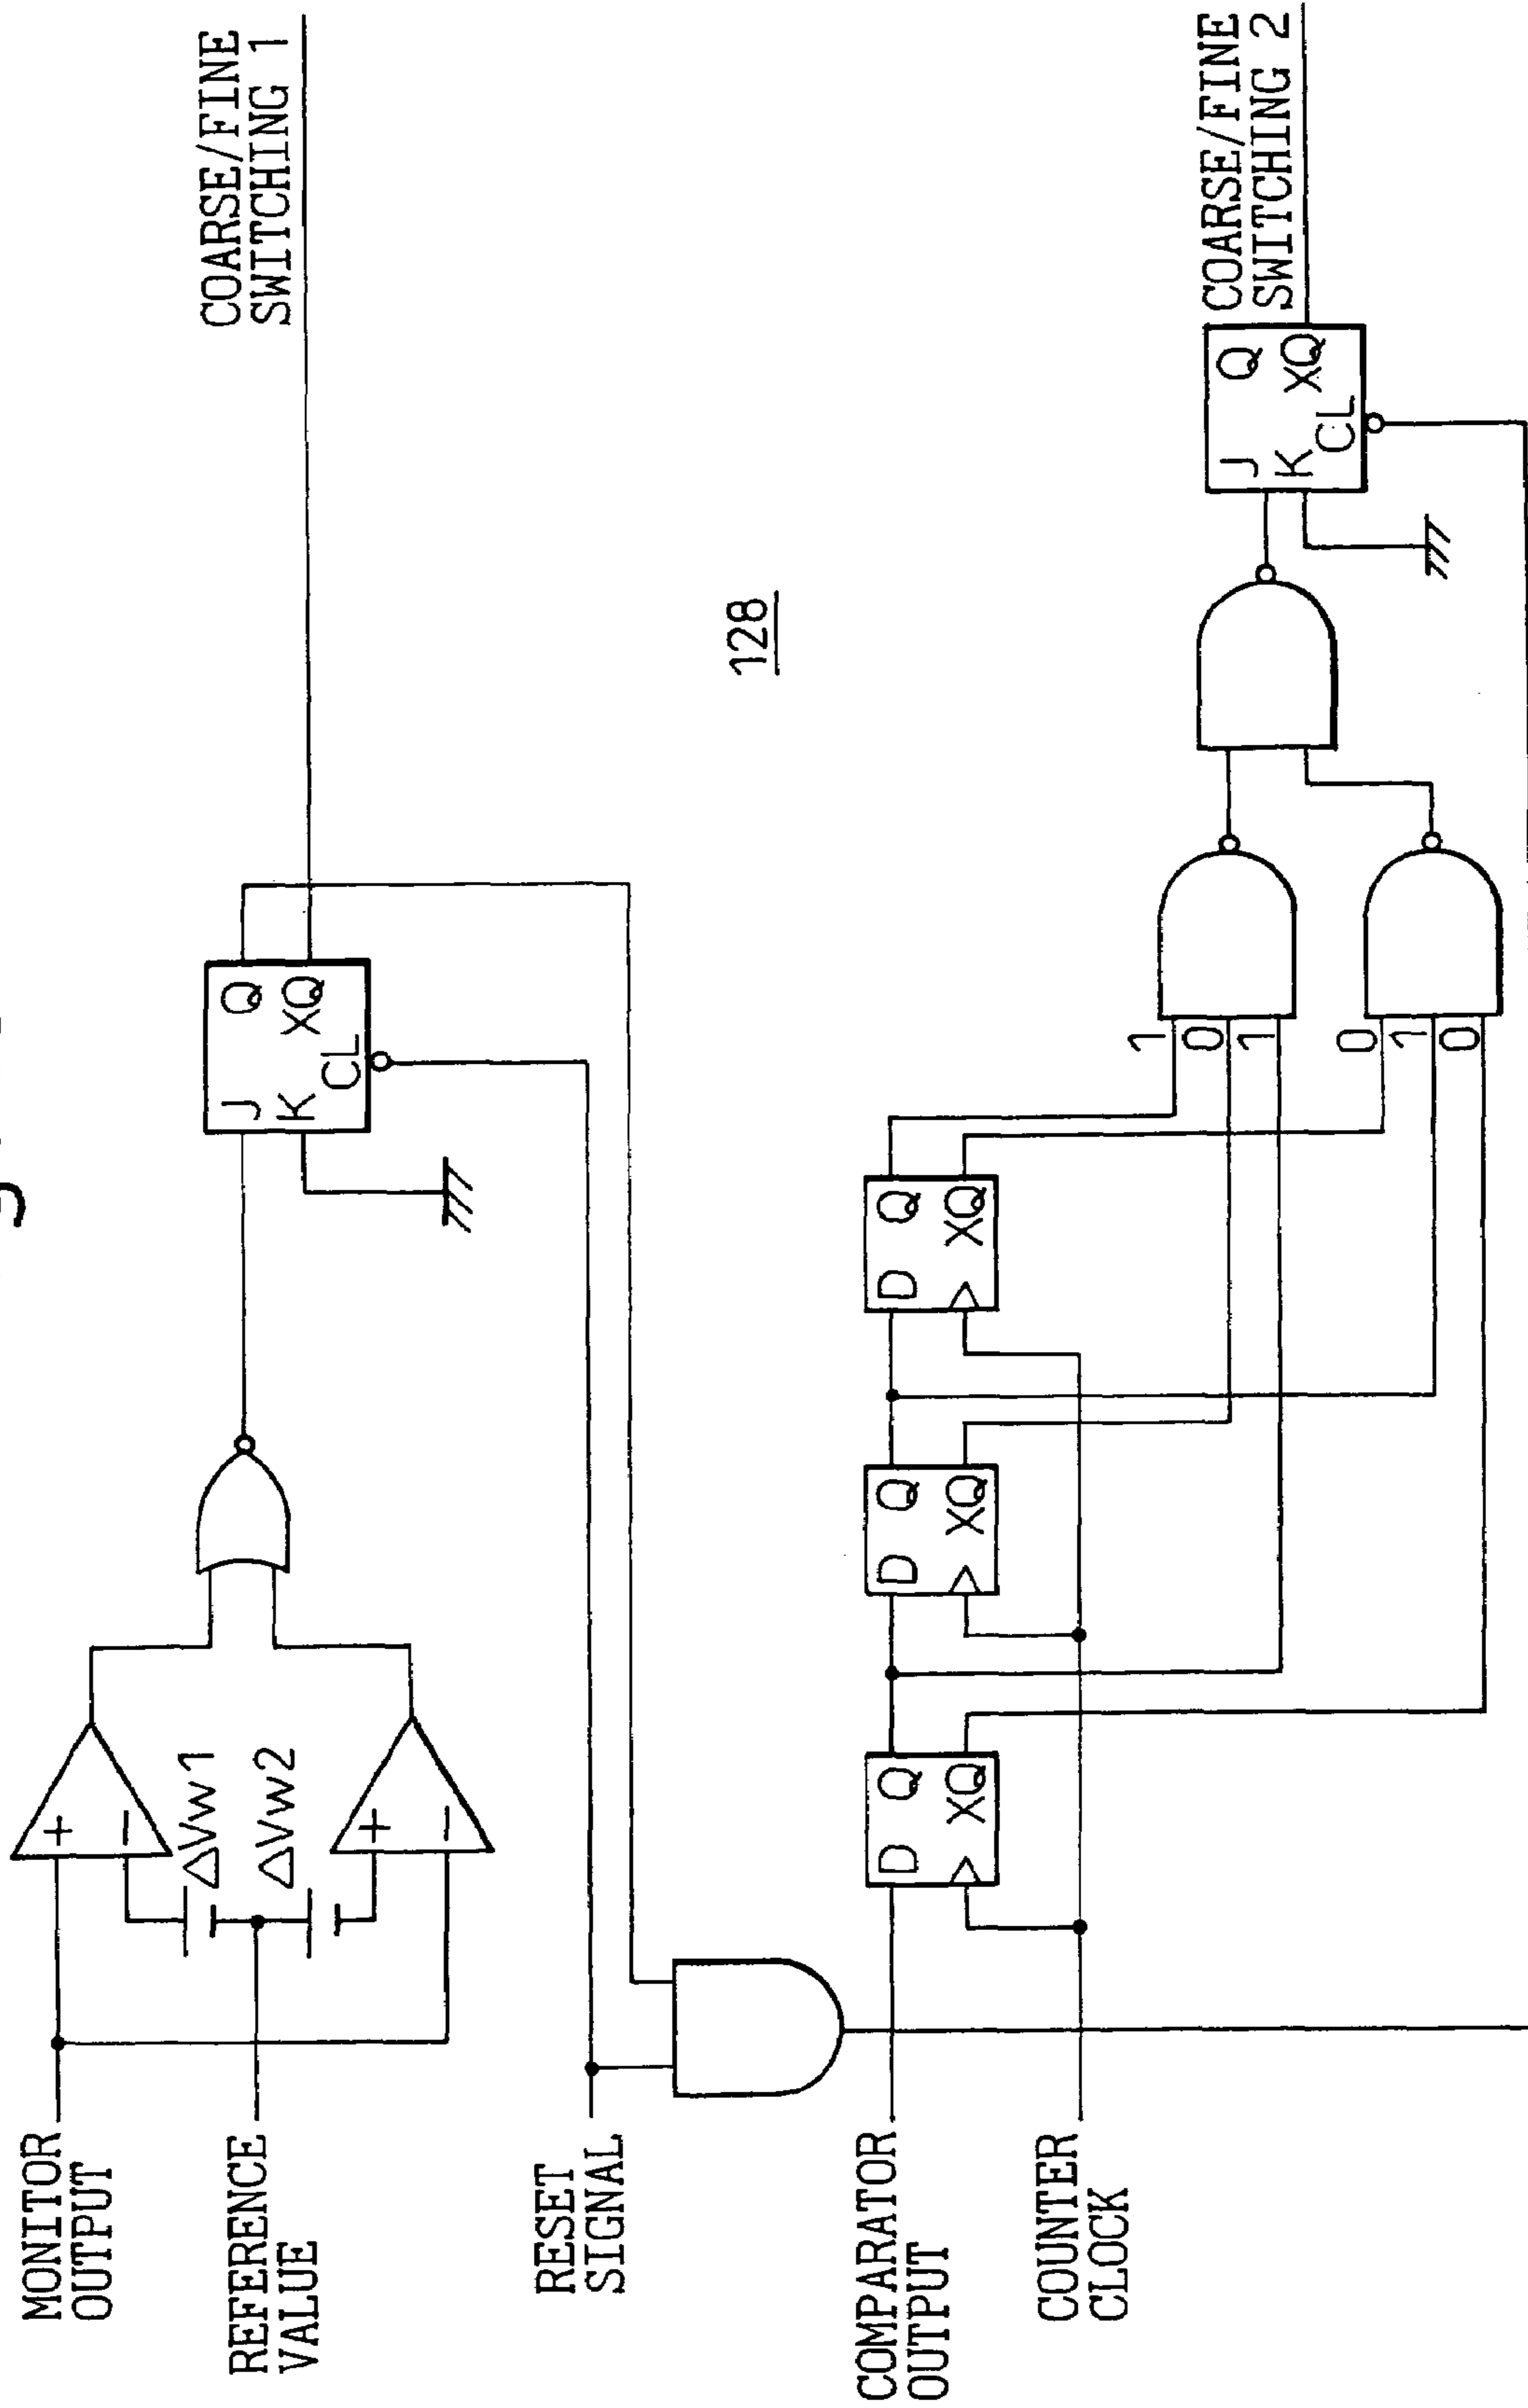 COARSE/FINE
SWITCHING 1
MONITOR
OUTPUT
+
−
ΔVw1
ΔVw2
+
−
REFERENCE
VALUE
J
K
CL
Q
XQ
RESET
SIGNAL
128
COMPARATOR
OUTPUT
D
Q
XQ
D
Q
XQ
D
Q
XQ
COUNTER
CLOCK
1
0
1
0
1
0
J
K
CL
Q
XQ
COARSE/FINE
SWITCHING 2